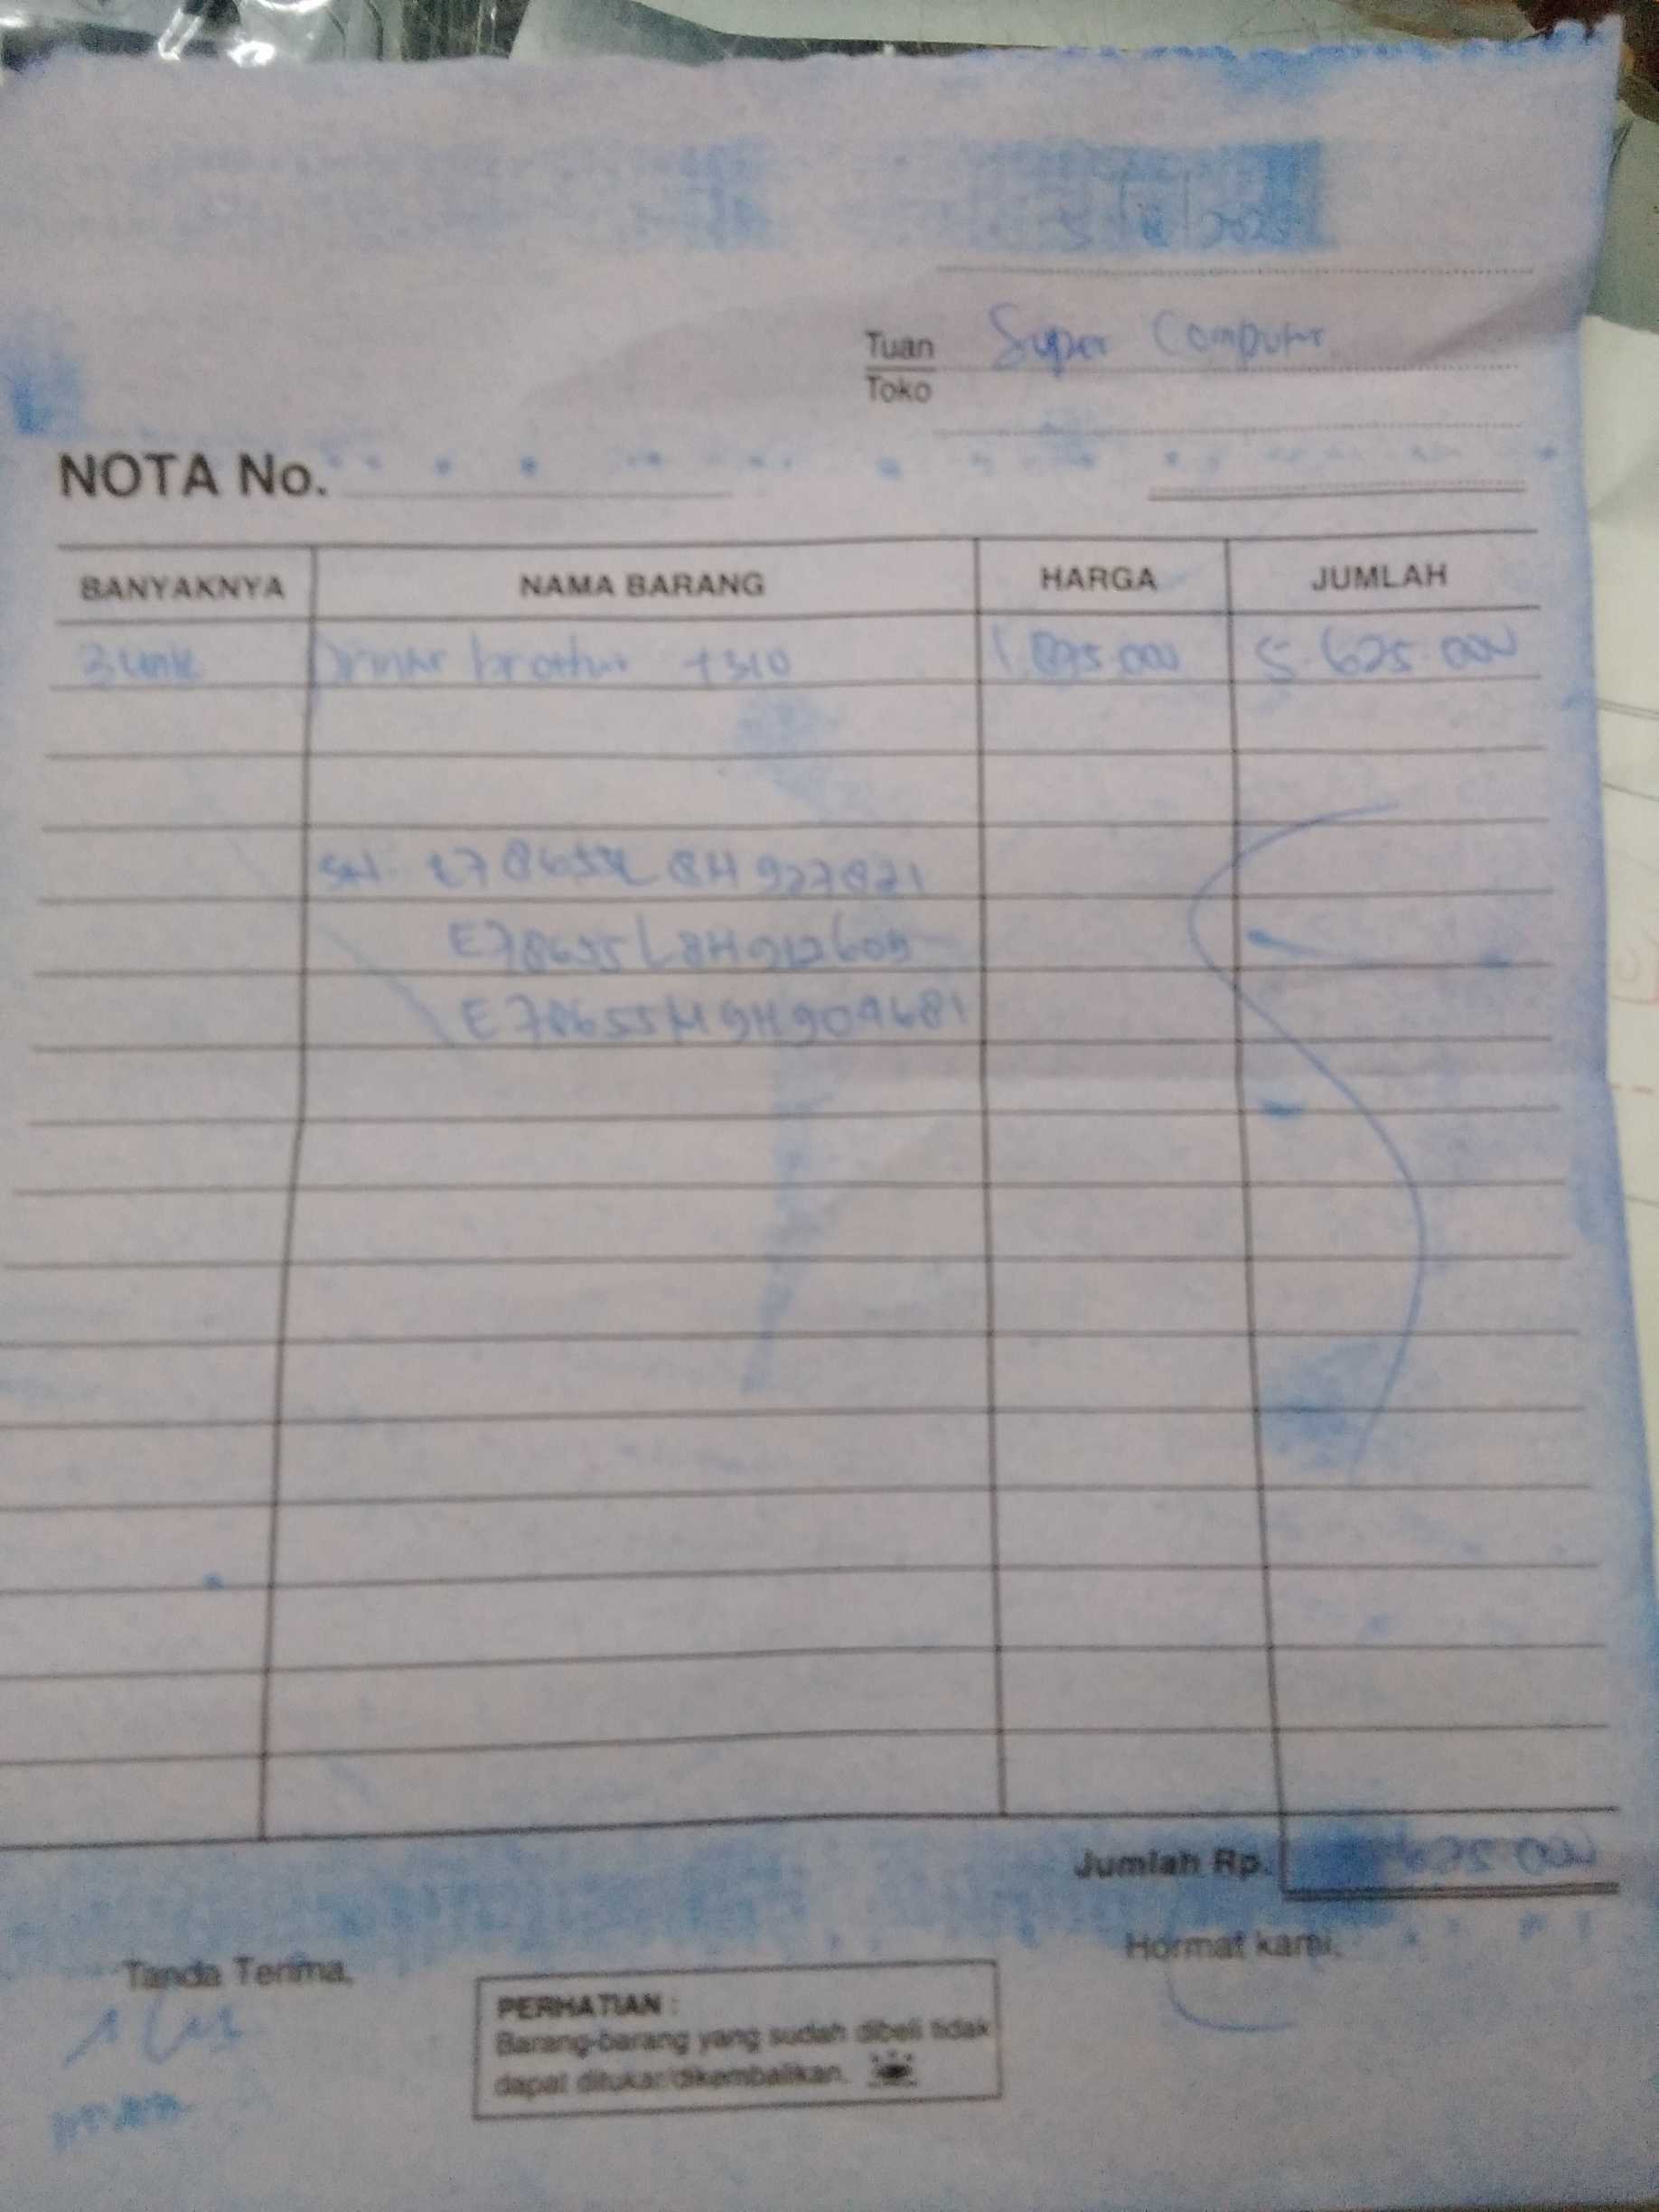 Tuan Super Computer
Toko
NOTA No.
BANYAKNYA NAMA BARANG HARGA JUMLAH
3 unit Printer brother t310 1.875.000 5.625.000
SN.
E78655L8H912605
E78655M9H909681
Jumlah Rp.
Tanda Terima,
Hormat kami,
PERHATIAN :
Barang-barang yang sudah dibeli tidak
dapat ditukar/dikembalikan.